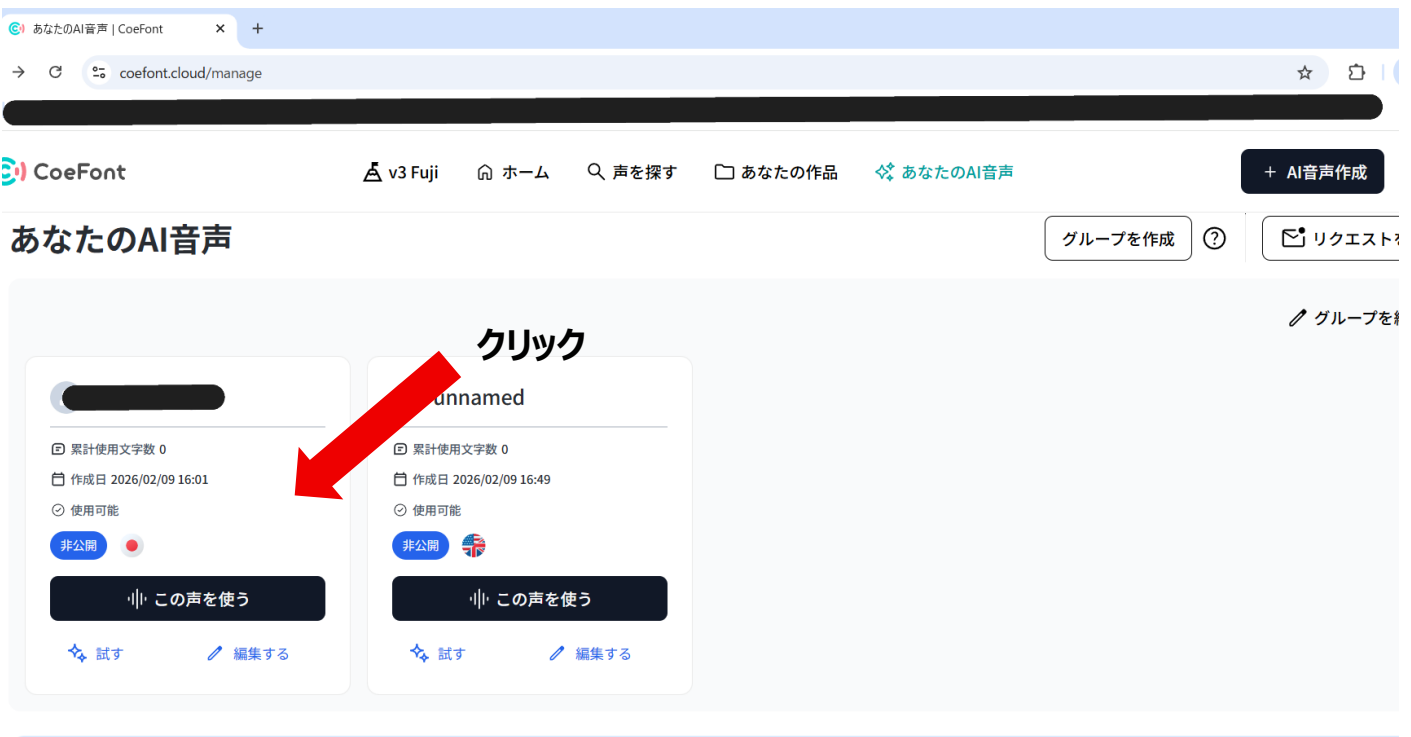 あなたのAI音声 | CoeFont
coefont.cloud/manage
CoeFont
v3 Fuji
ホーム
声を探す
あなたの作品
あなたのAI音声
+ AI音声作成
あなたのAI音声
グループを作成
リクエスト
グループを
クリック
unnamed
累計使用文字数 0
作成日 2026/02/09 16:01
使用可能
非公開
この声を使う
試す
編集する
累計使用文字数 0
作成日 2026/02/09 16:49
使用可能
非公開
この声を使う
試す
編集する